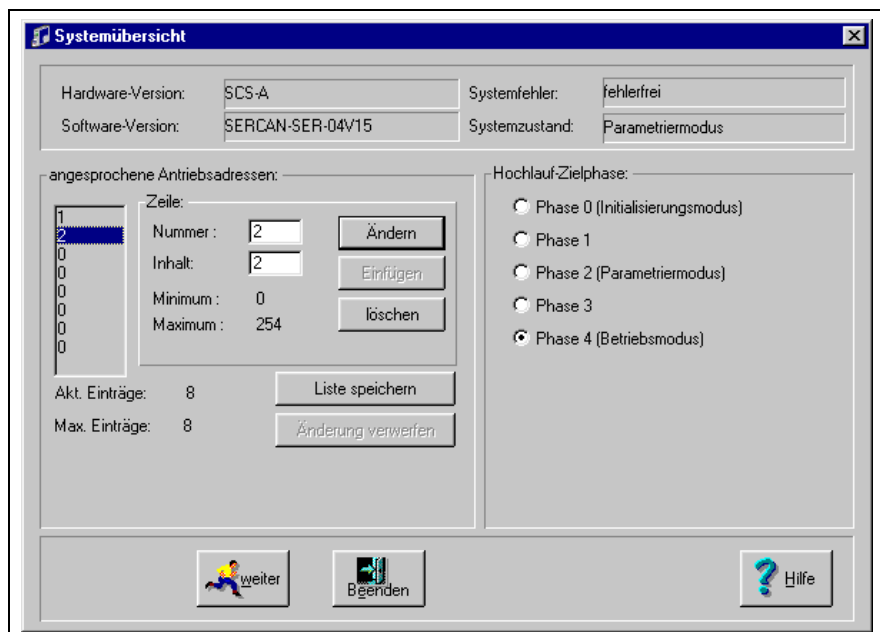 Systemübersicht
Hardware-Version: SCS-A Systemfehler: fehlerfrei
Software-Version: SERCAN-SER-04V15 Systemzustand: Parametriermodus
angesprochene Antriebsadressen:
1
2
0
0
0
0
0
0
Zeile:
Nummer : 2
Inhalt: 2
Minimum : 0
Maximum : 254
Ändern
Einfügen
löschen
Akt. Einträge: 8
Max. Einträge: 8
Liste speichern
Änderung verwerfen
Hochlauf-Zielphase:
Phase 0 (Initialisierungsmodus)
Phase 1
Phase 2 (Parametriermodus)
Phase 3
Phase 4 (Betriebsmodus)
weiter
Beenden
Hilfe